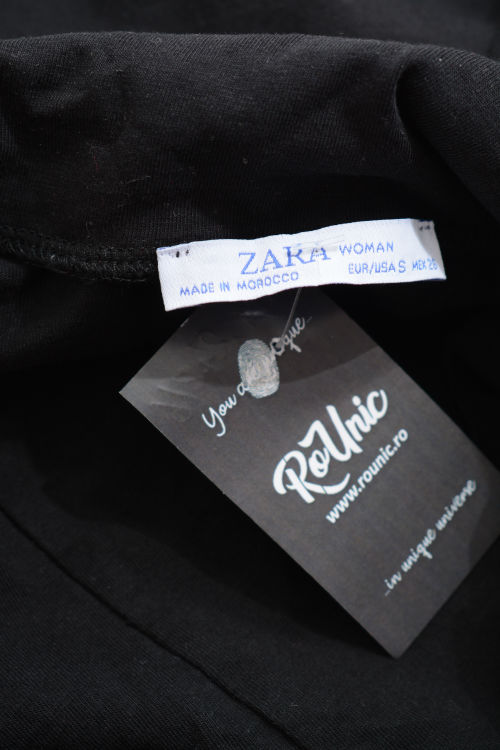 ZARA WOMAN
MADE IN MOROCCO EUR/USA S MEX 26
You a
RoUnic
www.rounic.ro
...in unique universe